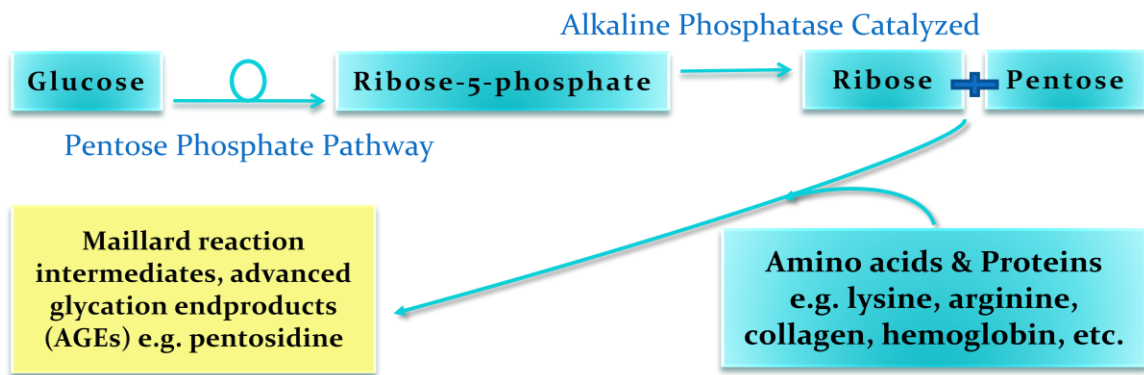 Alkaline Phosphatase Catalyzed
Glucose
Ribose-5-phosphate
Ribose
Pentose
Pentose Phosphate Pathway
Maillard reaction
intermediates, advanced
glycation endproducts
(AGEs) e.g. pentosidine
Amino acids & Proteins
e.g. lysine, arginine,
collagen, hemoglobin, etc.